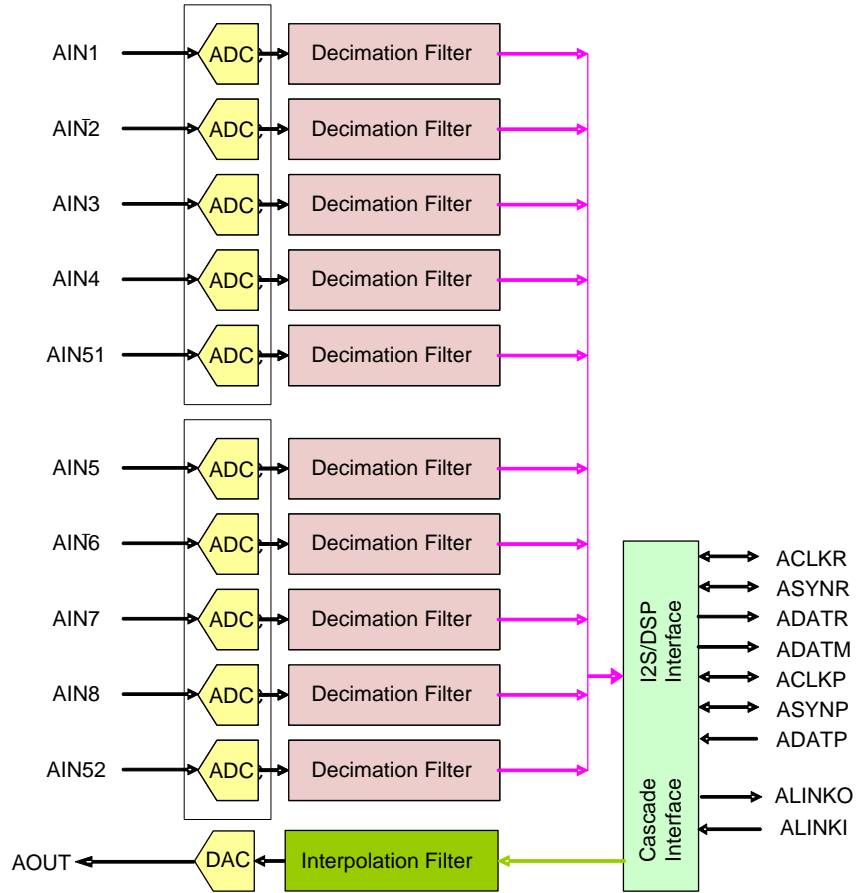 AIN1
ADC
Decimation Filter
AIN2
ADC
Decimation Filter
AIN3
ADC
Decimation Filter
AIN4
ADC
Decimation Filter
AIN51
ADC
Decimation Filter
AIN5
ADC
Decimation Filter
AIN6
ADC
Decimation Filter
AIN7
ADC
Decimation Filter
AIN8
ADC
Decimation Filter
AIN52
ADC
Decimation Filter
I2S/DSP
Interface
Cascade
Interface
ACLKR
ASYNR
ADATR
ADATM
ACLKP
ASYNP
ADATP
ALINKO
ALINKI
AOUT
DAC
Interpolation Filter